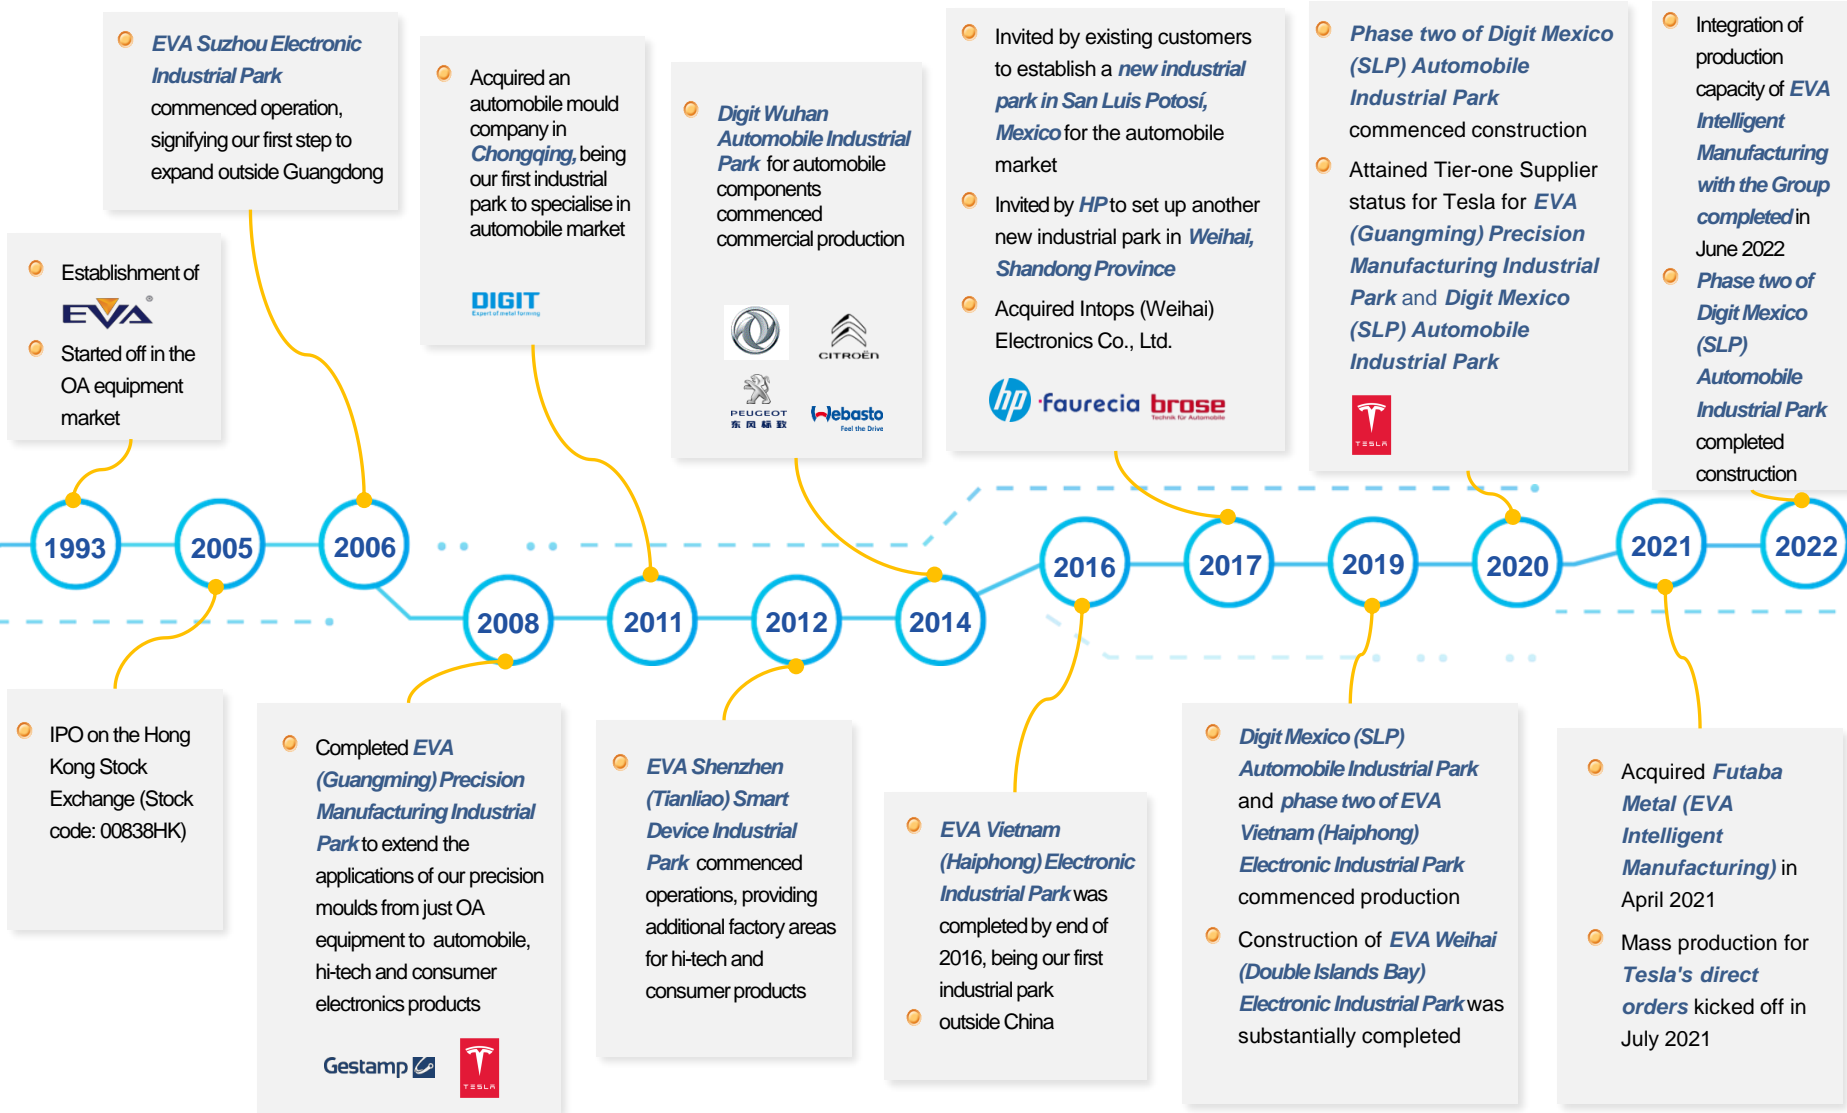 Establishment of
EVA®
Started off in the
OA equipment
market
EVA Suzhou Electronic
Industrial Park
commenced operation,
signifying our first step to
expand outside Guangdong
Acquired an
automobile mould
company in
Chongqing, being
our first industrial
park to specialise in
automobile market
DIGIT
Expert of metal forming
Digit Wuhan
Automobile Industrial
Park for automobile
components
commenced
commercial production
CITROËN
PEUGEOT
东风标致
Webasto
Feel the Drive
Invited by existing customers
to establish a new industrial
park in San Luis Potosí,
Mexico for the automobile
market
Invited by HP to set up another
new industrial park in Weihai,
Shandong Province
Acquired Intops (Weihai)
Electronics Co., Ltd.
hp
faurecia
brose
Technik für Automobile
Phase two of Digit Mexico
(SLP) Automobile
Industrial Park
commenced construction
Attained Tier-one Supplier
status for Tesla for EVA
(Guangming) Precision
Manufacturing Industrial
Park and Digit Mexico
(SLP) Automobile
Industrial Park
TESLA
Integration of
production
capacity of EVA
Intelligent
Manufacturing
with the Group
completed in
June 2022
Phase two of
Digit Mexico
(SLP)
Automobile
Industrial Park
completed
construction
1993
2005
2006
2008
2011
2012
2014
2016
2017
2019
2020
2021
2022
IPO on the Hong
Kong Stock
Exchange (Stock
code: 00838HK)
Completed EVA
(Guangming) Precision
Manufacturing Industrial
Park to extend the
applications of our precision
moulds from just OA
equipment to automobile,
hi-tech and consumer
electronics products
Gestamp
TESLA
EVA Shenzhen
(Tianliao) Smart
Device Industrial
Park commenced
operations, providing
additional factory areas
for hi-tech and
consumer products
EVA Vietnam
(Haiphong) Electronic
Industrial Park was
completed by end of
2016, being our first
industrial park
outside China
Digit Mexico (SLP)
Automobile Industrial Park
and phase two of EVA
Vietnam (Haiphong)
Electronic Industrial Park
commenced production
Construction of EVA Weihai
(Double Islands Bay)
Electronic Industrial Park was
substantially completed
Acquired Futaba
Metal (EVA
Intelligent
Manufacturing) in
April 2021
Mass production for
Tesla's direct
orders kicked off in
July 2021